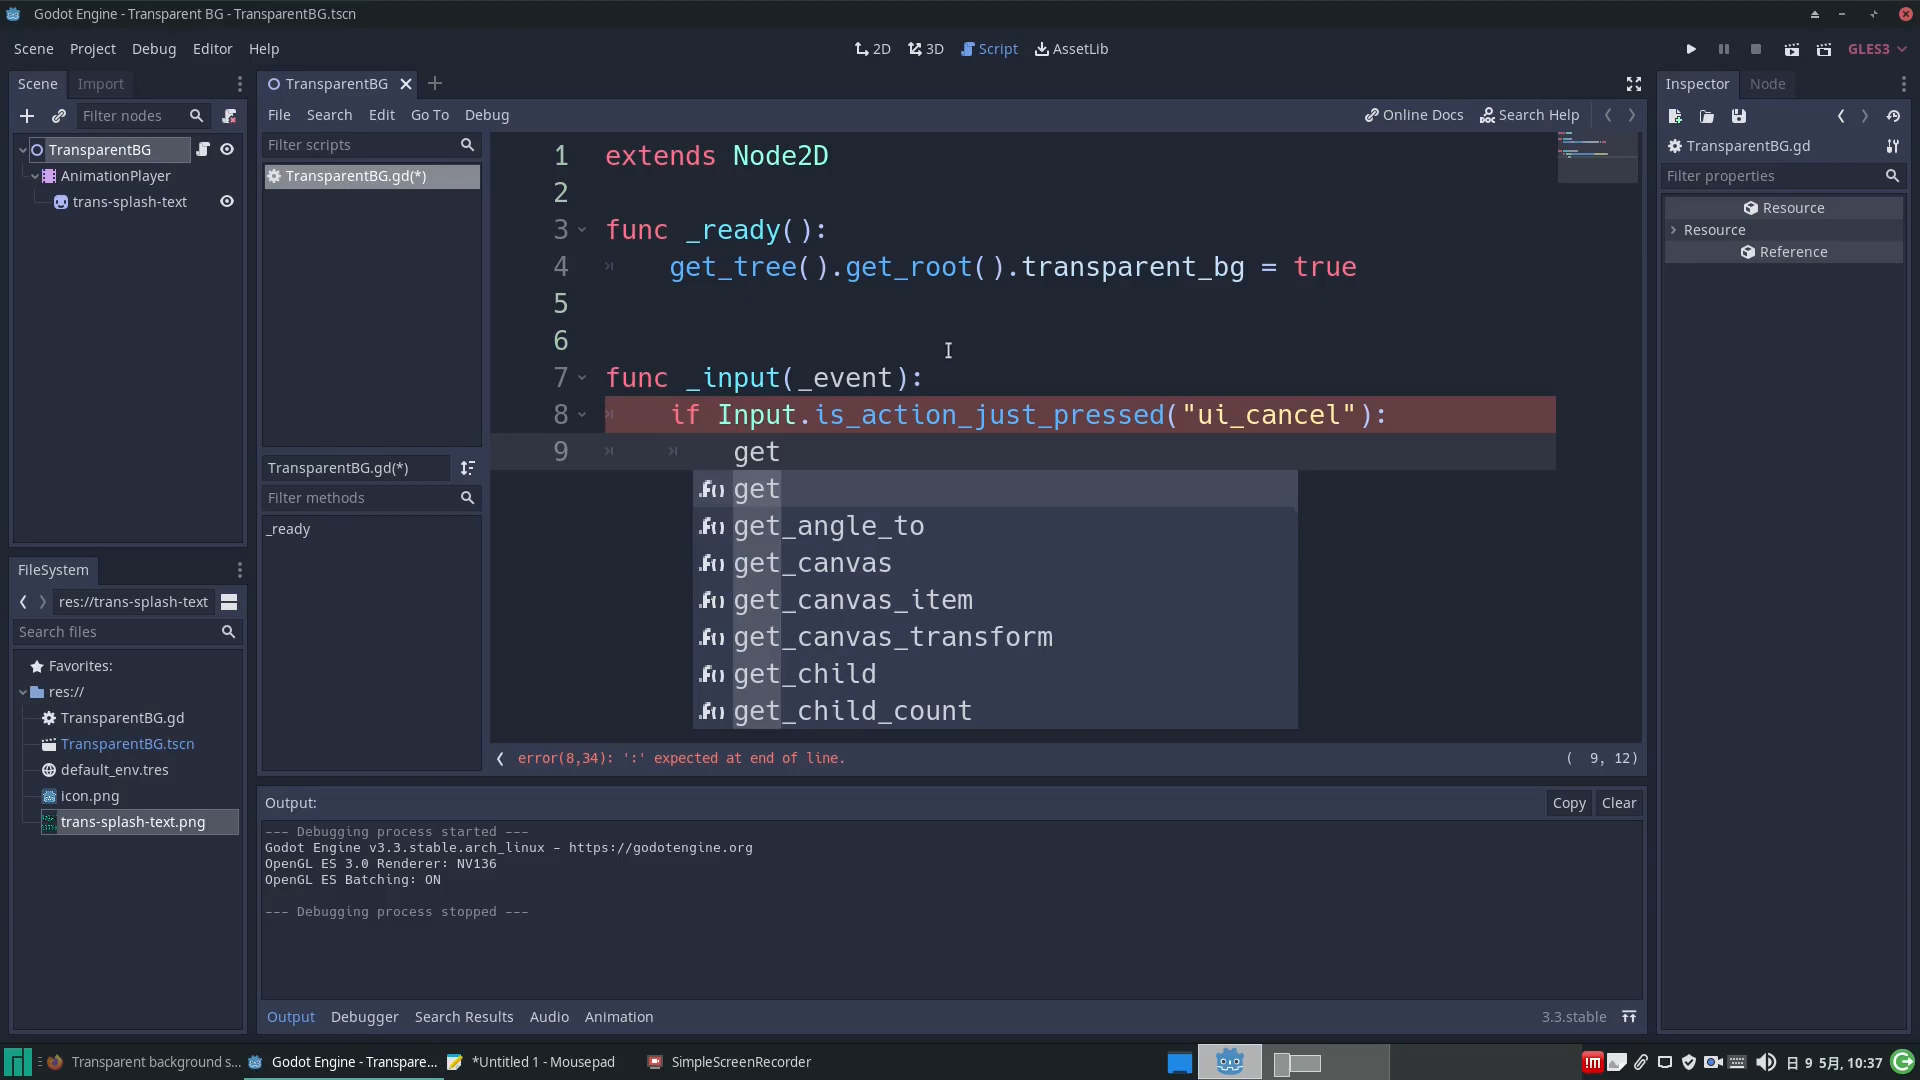 Godot Engine - Transparent BG - TransparentBG.tscn
Scene Project Debug Editor Help
2D 3D Script AssetLib
GLES3
Scene Import
Filter nodes
TransparentBG
AnimationPlayer
trans-splash-text
FileSystem
res://trans-splash-text
Search files
Favorites:
res://
TransparentBG.gd
TransparentBG.tscn
default_env.tres
icon.png
trans-splash-text.png
TransparentBG
File Search Edit Go To Debug
Online Docs Search Help
Filter scripts
TransparentBG.gd(*)
TransparentBG.gd(*)
Filter methods
_ready
1 extends Node2D
2
3 func _ready():
4 get_tree().get_root().transparent_bg = true
5
6
7 func _input(_event):
8 if Input.is_action_just_pressed("ui_cancel"):
9 get
get
get_angle_to
get_canvas
get_canvas_item
get_canvas_transform
get_child
get_child_count
error(8,34): ':' expected at end of line.
( 9, 12)
Output:
Copy Clear
--- Debugging process started ---
Godot Engine v3.3.stable.arch_linux - https://godotengine.org
OpenGL ES 3.0 Renderer: NV136
OpenGL ES Batching: ON
--- Debugging process stopped ---
Output Debugger Search Results Audio Animation
3.3.stable
Inspector Node
TransparentBG.gd
Filter properties
Resource
Resource
Reference
Transparent background s... Godot Engine - Transpare... *Untitled 1 - Mousepad SimpleScreenRecorder
日 9 5月, 10:37